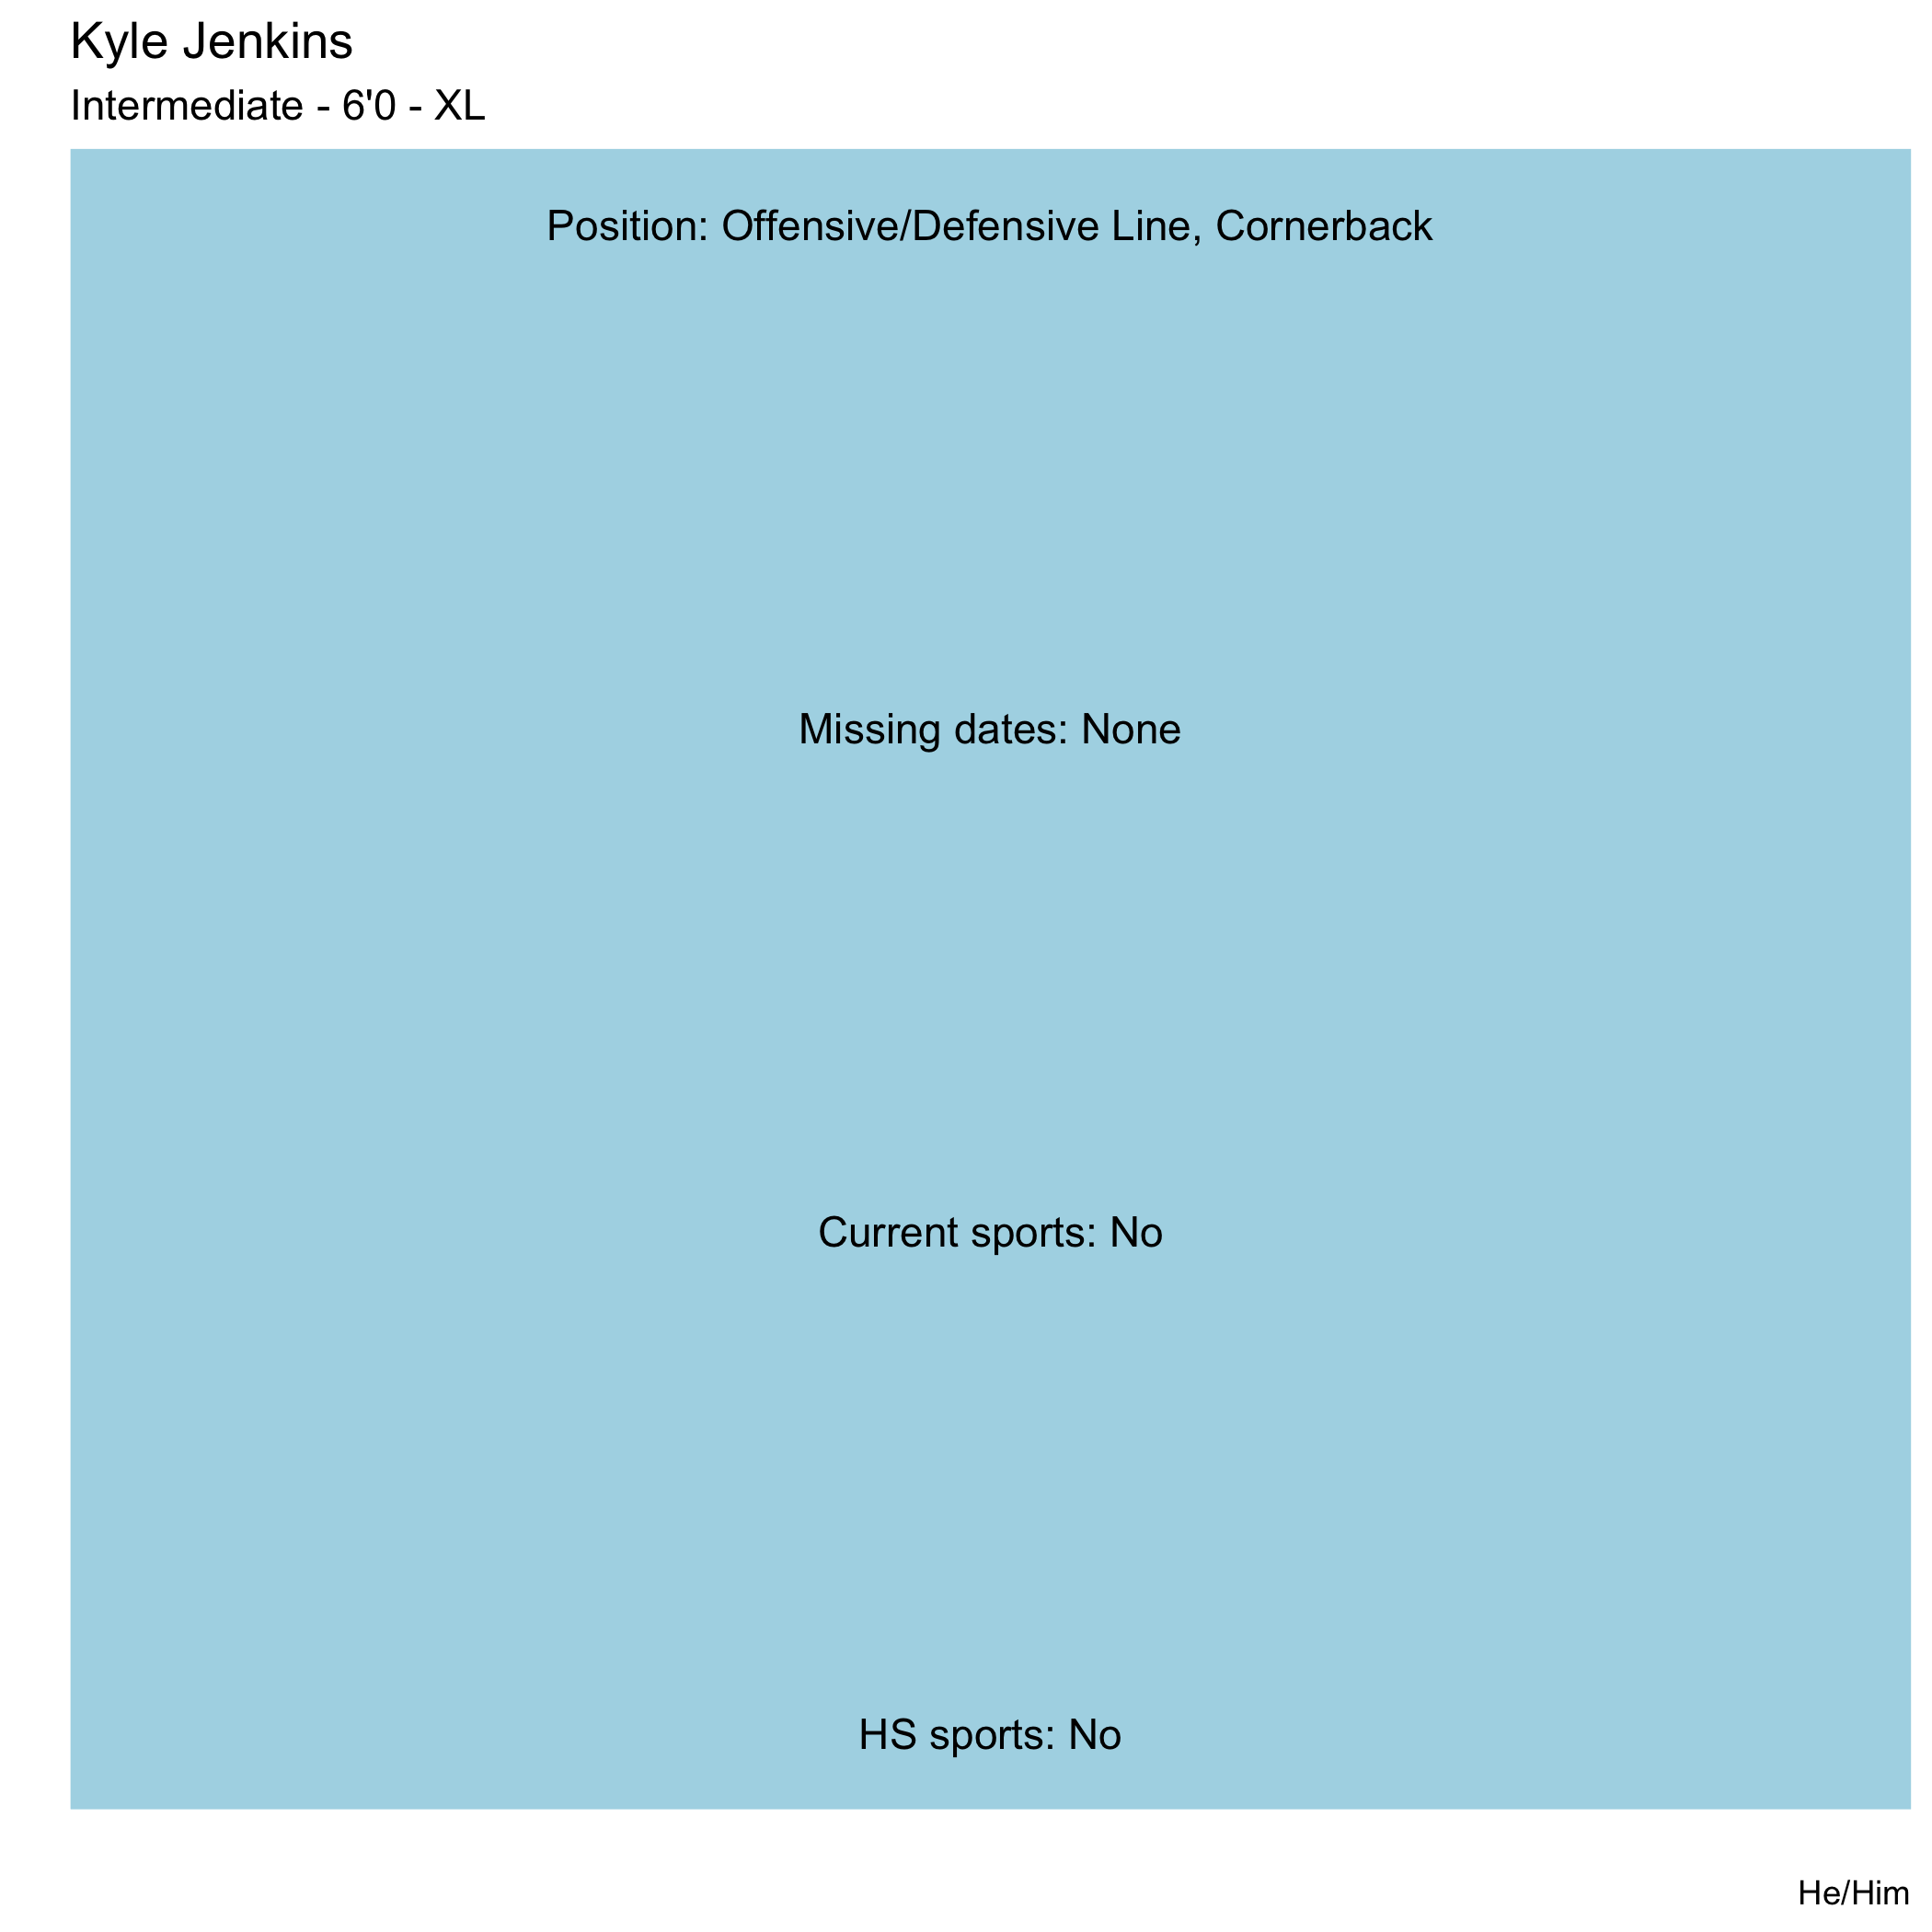 Kyle Jenkins
Intermediate - 6'0 - XL
Position: Offensive/Defensive Line, Cornerback
Missing dates: None
Current sports: No
HS sports: No
He/Him